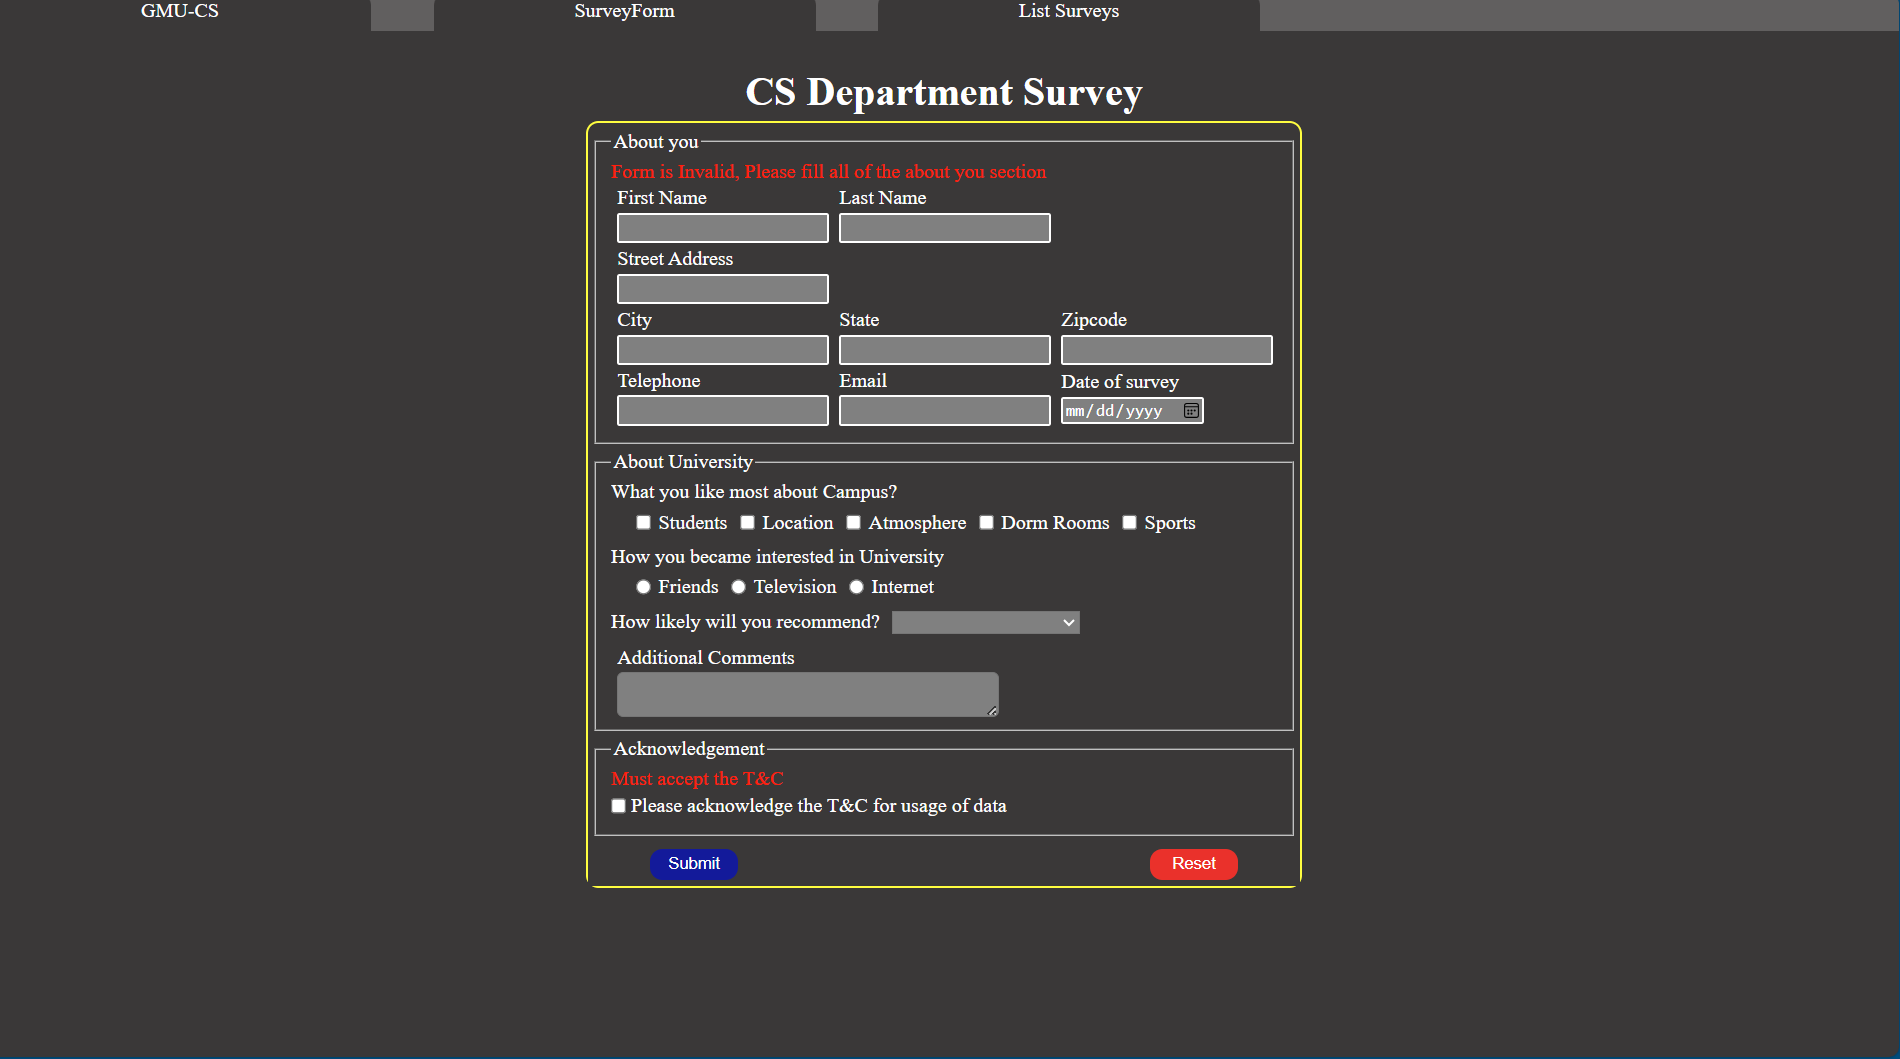 GMU-CS SurveyForm List Surveys
CS Department Survey
About you
Form is Invalid, Please fill all of the about you section
First Name Last Name
Street Address
City State Zipcode
Telephone Email Date of survey
mm/dd/yyyy
About University
What you like most about Campus?
Students Location Atmosphere Dorm Rooms Sports
How you became interested in University
Friends Television Internet
How likely will you recommend?
Additional Comments
Acknowledgement
Must accept the T&C
Please acknowledge the T&C for usage of data
Submit Reset